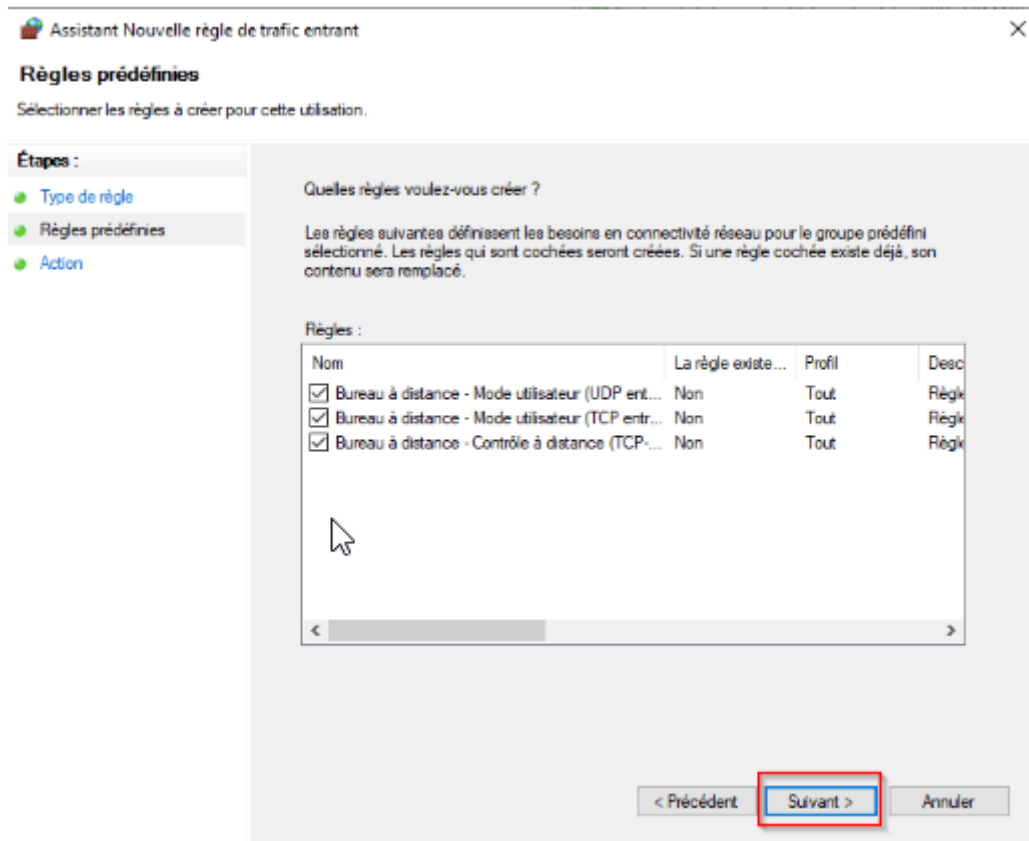 Assistant Nouvelle règle de trafic entrant
Règles prédéfinies
Sélectionner les règles à créer pour cette utilisation.
Étapes :
Type de règle
Règles prédéfinies
Action
Quelles règles voulez-vous créer ?
Les règles suivantes définissent les besoins en connectivité réseau pour le groupe prédéfini
sélectionné. Les règles qui sont cochées seront créées. Si une règle cochée existe déjà, son
contenu sera remplacé.
Règles :
Nom La règle existe... Profil Desc
Bureau à distance - Mode utilisateur (UDP ent... Non Tout Règle
Bureau à distance - Mode utilisateur (TCP entr... Non Tout Règle
Bureau à distance - Contrôle à distance (TCP-... Non Tout Règle
< Précédent Suivant > Annuler